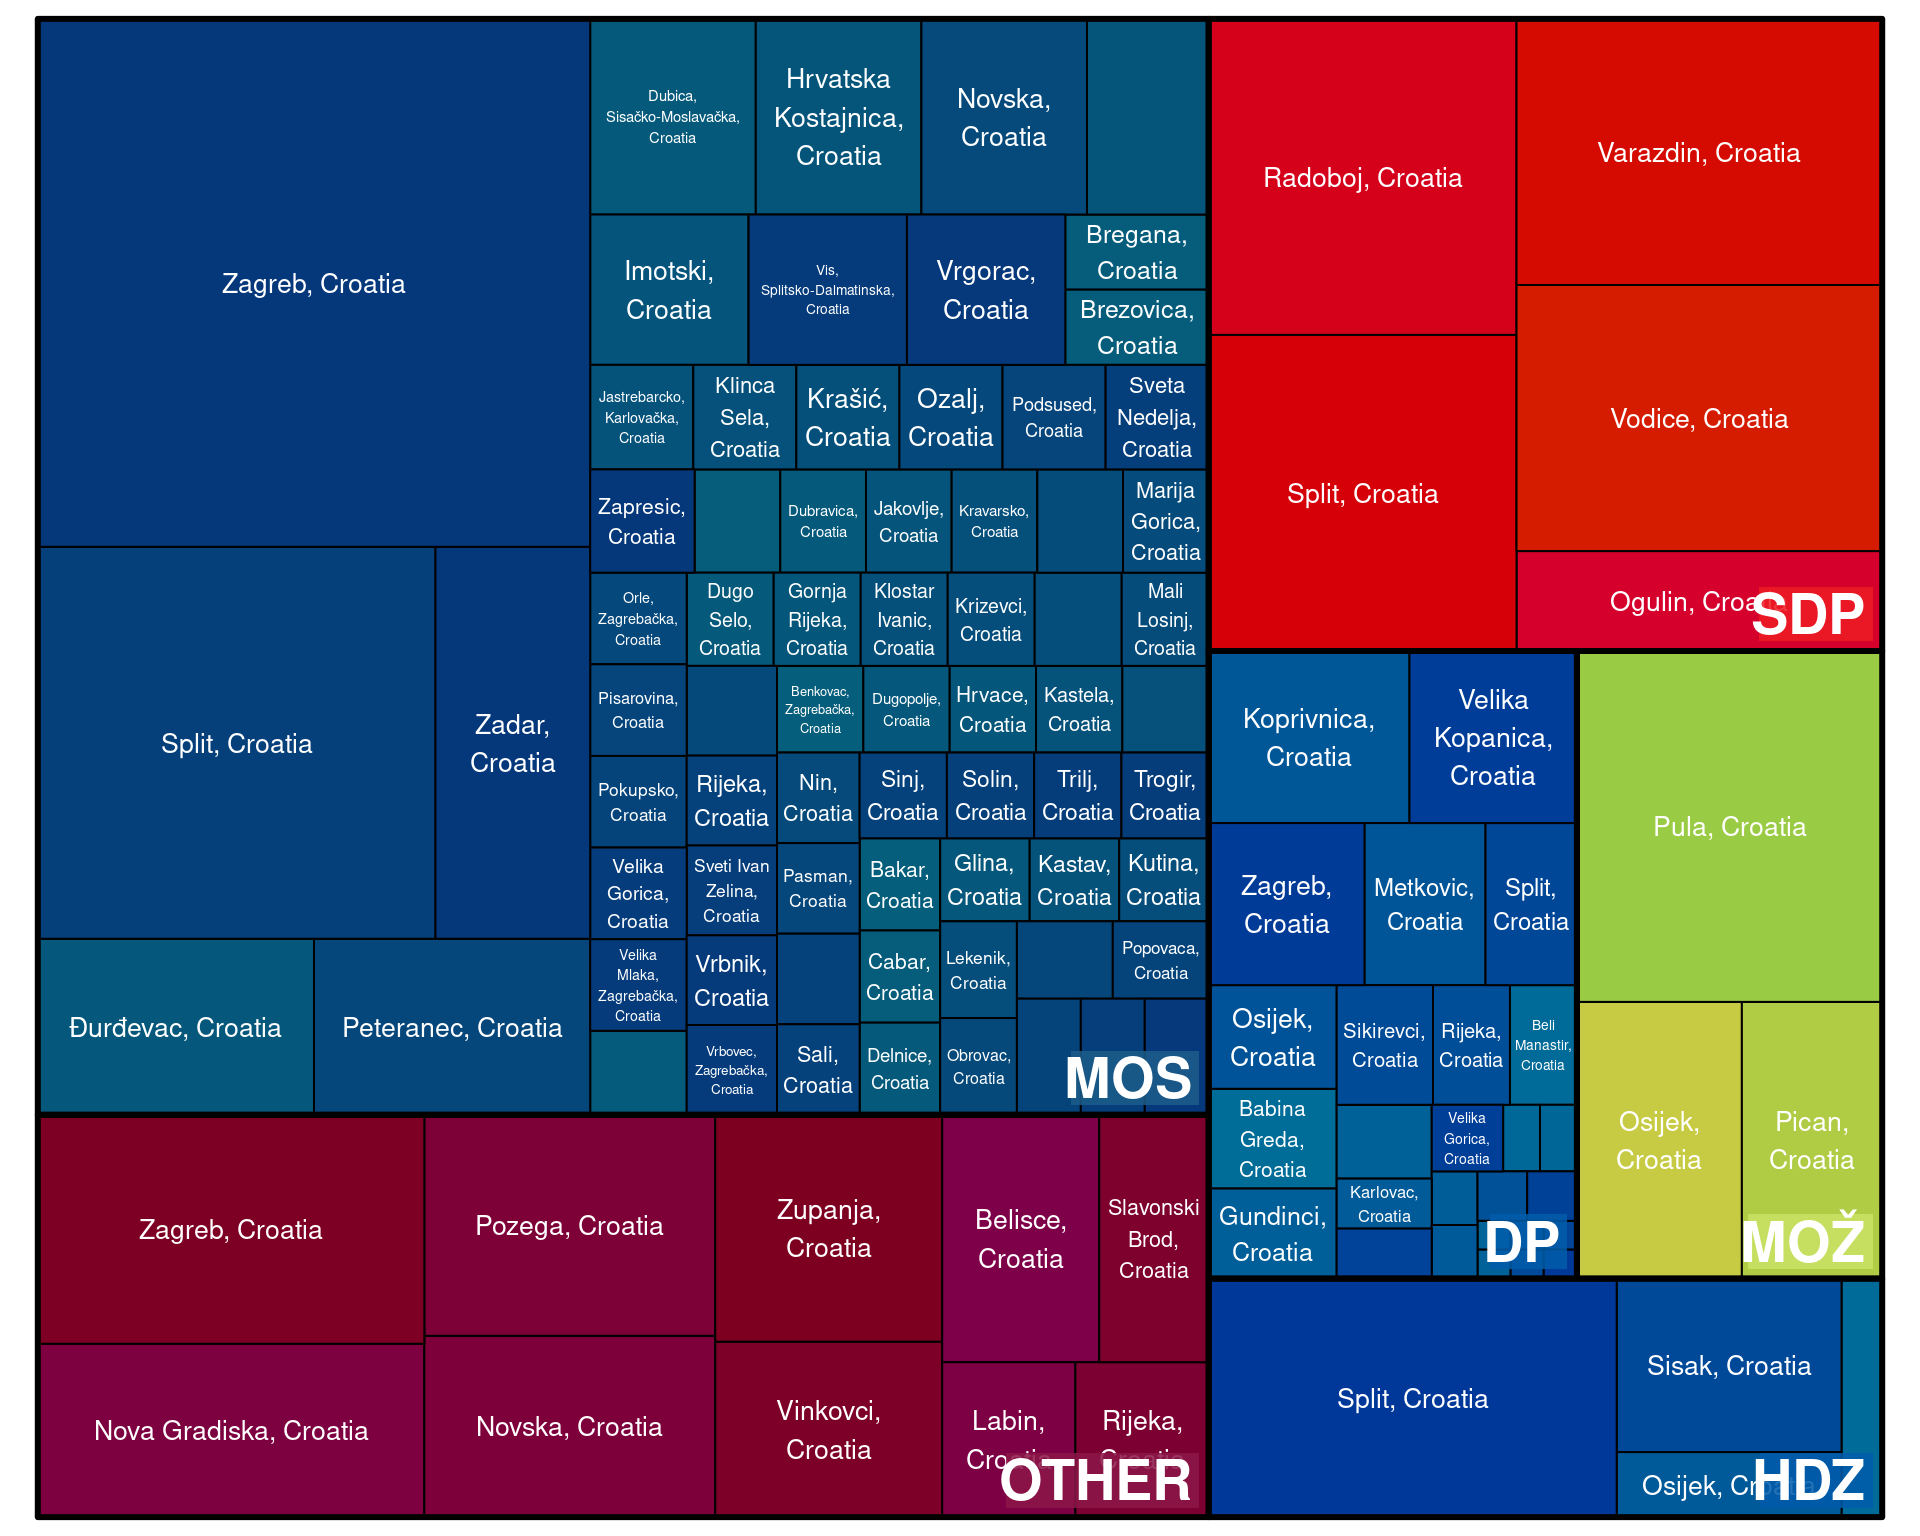 Zagreb, Croatia
Split, Croatia
Zadar,
Croatia
Đurđevac, Croatia
Peteranec, Croatia
Dubica,
Sisačko-Moslavačka,
Croatia
Hrvatska
Kostajnica,
Croatia
Novska,
Croatia
Imotski,
Croatia
Vis,
Splitsko-Dalmatinska,
Croatia
Vrgorac,
Croatia
Bregana,
Croatia
Brezovica,
Croatia
Jastrebarcko,
Karlovačka,
Croatia
Klinca
Sela,
Croatia
Krašić,
Croatia
Ozalj,
Croatia
Podsused,
Croatia
Sveta
Nedelja,
Croatia
Zapresic,
Croatia
Dubravica,
Croatia
Jakovlje,
Croatia
Kravarsko,
Croatia
Marija
Gorica,
Croatia
Orle,
Zagrebačka,
Croatia
Dugo
Selo,
Croatia
Gornja
Rijeka,
Croatia
Klostar
Ivanic,
Croatia
Krizevci,
Croatia
Mali
Losinj,
Croatia
Pisarovina,
Croatia
Benkovac,
Zagrebačka,
Croatia
Dugopolje,
Croatia
Hrvace,
Croatia
Kastela,
Croatia
Pokupsko,
Croatia
Rijeka,
Croatia
Nin,
Croatia
Sinj,
Croatia
Solin,
Croatia
Trilj,
Croatia
Trogir,
Croatia
Velika
Gorica,
Croatia
Sveti Ivan
Zelina,
Croatia
Pasman,
Croatia
Bakar,
Croatia
Glina,
Croatia
Kastav,
Croatia
Kutina,
Croatia
Velika
Mlaka,
Zagrebačka,
Croatia
Vrbnik,
Croatia
Cabar,
Croatia
Lekenik,
Croatia
Popovaca,
Croatia
Vrbovec,
Zagrebačka,
Croatia
Sali,
Croatia
Delnice,
Croatia
Obrovac,
Croatia
MOS
Zagreb, Croatia
Nova Gradiska, Croatia
Pozega, Croatia
Novska, Croatia
Zupanja,
Croatia
Vinkovci,
Croatia
Belisce,
Croatia
Slavonski
Brod,
Croatia
Labin,
Croatia
Rijeka,
Croatia
OTHER
Radoboj, Croatia
Split, Croatia
Varazdin, Croatia
Vodice, Croatia
Ogulin, Croatia
SDP
Koprivnica,
Croatia
Velika
Kopanica,
Croatia
Zagreb,
Croatia
Metkovic,
Croatia
Split,
Croatia
Osijek,
Croatia
Sikirevci,
Croatia
Rijeka,
Croatia
Beli
Manastir,
Croatia
Babina
Greda,
Croatia
Velika
Gorica,
Croatia
Gundinci,
Croatia
Karlovac,
Croatia
DP
Pula, Croatia
Osijek,
Croatia
Pican,
Croatia
MOŽ
Split, Croatia
Sisak, Croatia
Osijek, Croatia
HDZ